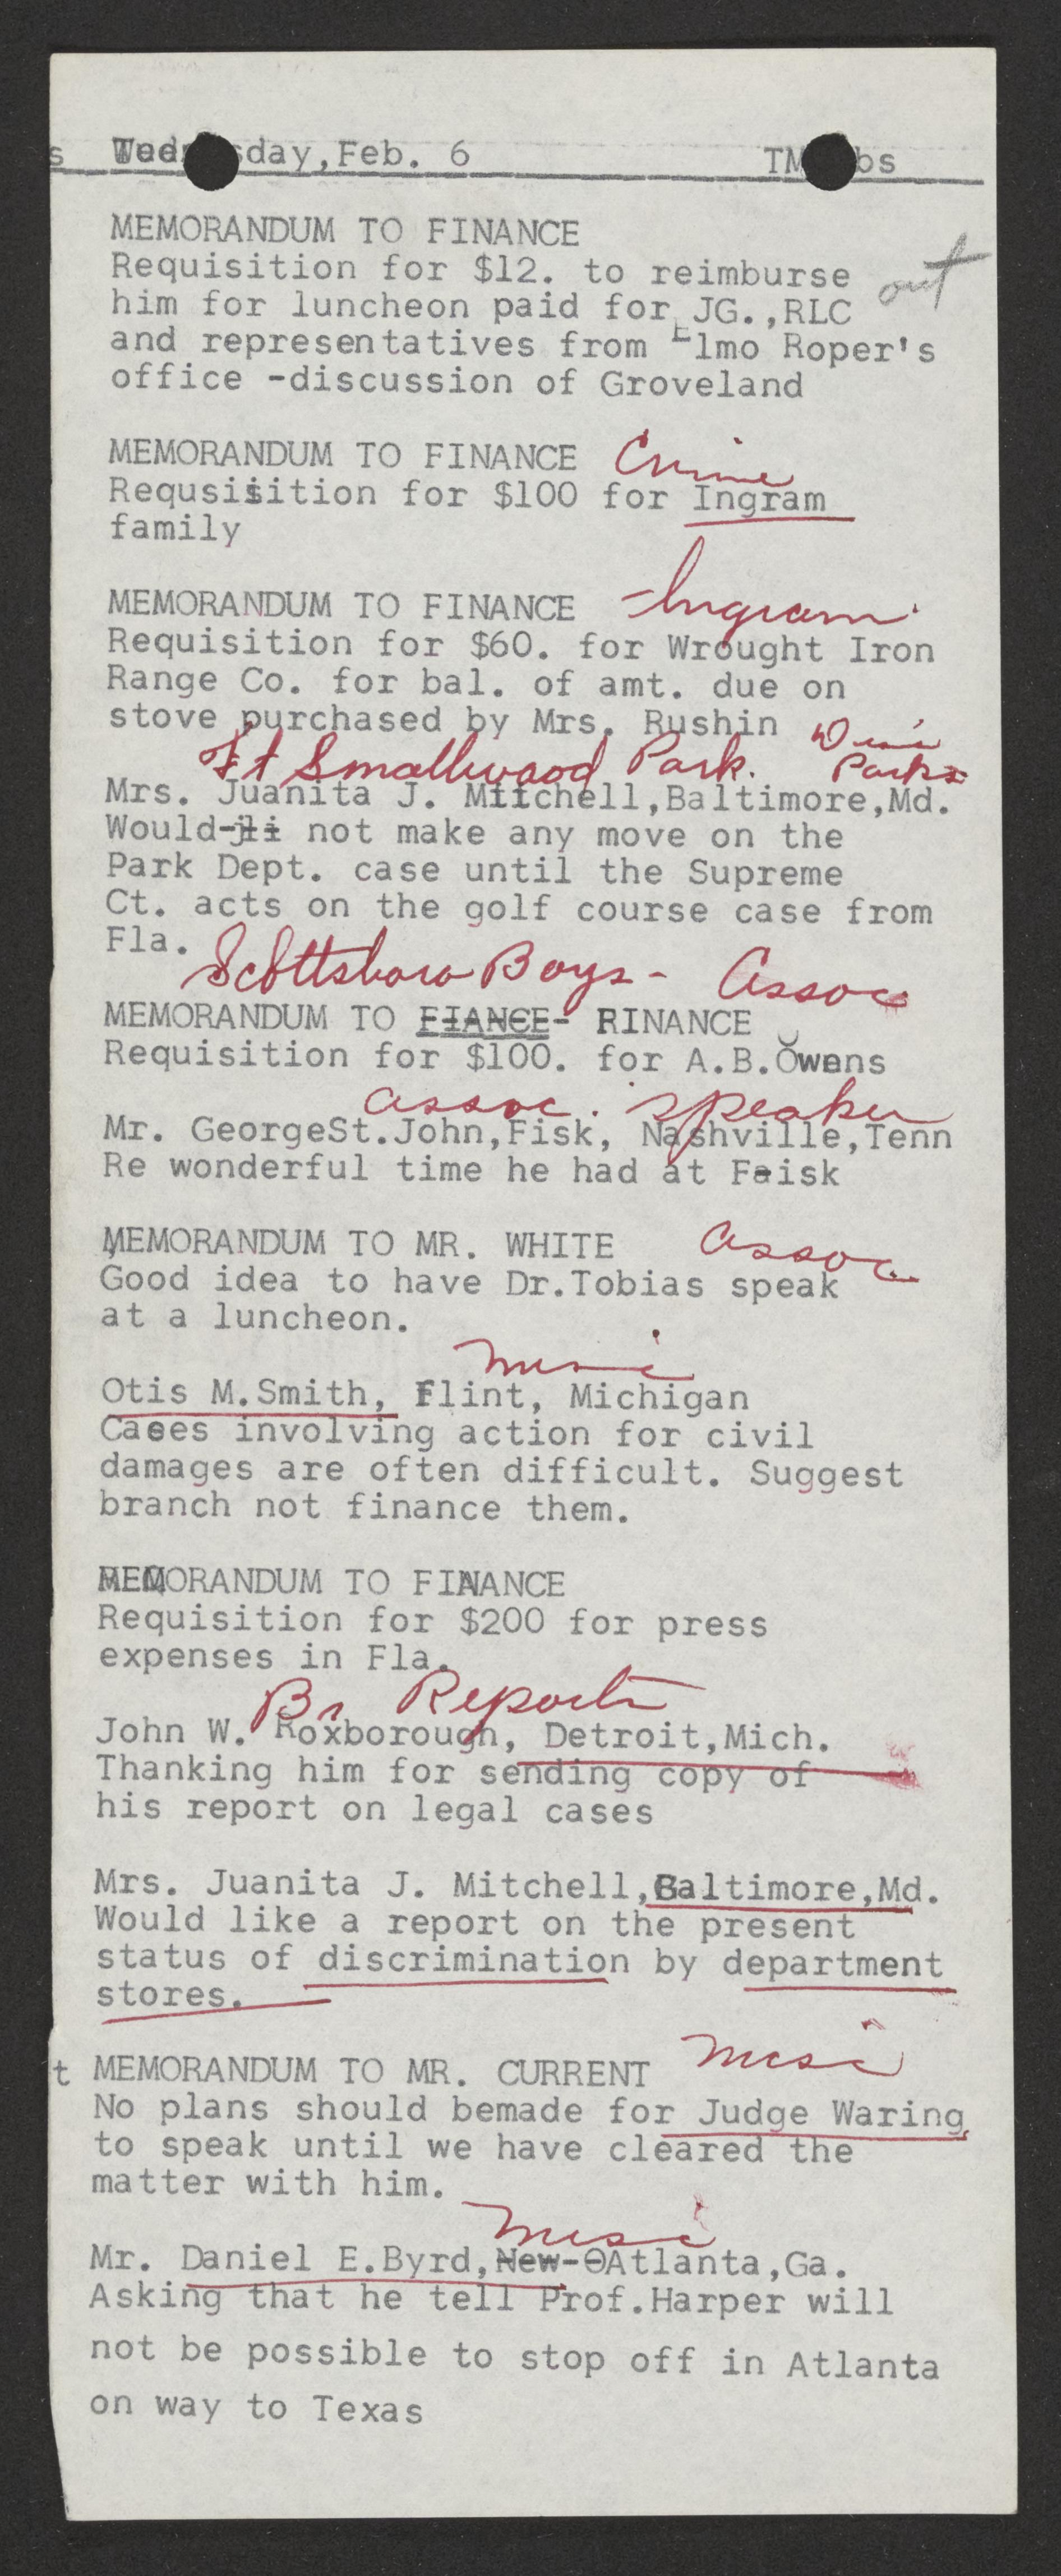 s Wednesday, Feb. 6 TM bs
MEMORANDUM TO FINANCE
Requisition for $12. to reimburse out
him for luncheon paid for JG.,RLC
and representatives from Elmo Roper's
office -discussion of Groveland
MEMORANDUM TO FINANCE Crime
Requsisition for $100 for Ingram
family
MEMORANDUM TO FINANCE -Ingram
Requisition for $60. for Wrought Iron
Range Co. for bal. of amt. due on
stove purchased by Mrs. Rushin
Ft Smallwood Park. Parks
Mrs. Juanita J. Mitchell,Baltimore,Md.
Would-jli not make any move on the
Park Dept. case until the Supreme
Ct. acts on the golf course case from
Fla.
Scottsboro Boys - Assoc
MEMORANDUM TO FIANCE- FINANCE
Requisition for $100. for A.B.Owens
assoc. speaker
Mr. GeorgeSt.John,Fisk, Nashville,Tenn
Re wonderful time he had at Faisk
MEMORANDUM TO MR. WHITE Assoc
Good idea to have Dr.Tobias speak
at a luncheon.
Misc
Otis M.Smith, Flint, Michigan
Cases involving action for civil
damages are often difficult. Suggest
branch not finance them.
MEMORANDUM TO FINANCE
Requisition for $200 for press
expenses in Fla.
Br Reports
John W. Roxborough, Detroit,Mich.
Thanking him for sending copy of
his report on legal cases
Mrs. Juanita J. Mitchell,Baltimore,Md.
Would like a report on the present
status of discrimination by department
stores.
Misc
t MEMORANDUM TO MR. CURRENT
No plans should bemade for Judge Waring
to speak until we have cleared the
matter with him.
Misc
Mr. Daniel E.Byrd,New-OAtlanta,Ga.
Asking that he tell Prof.Harper will
not be possible to stop off in Atlanta
on way to Texas